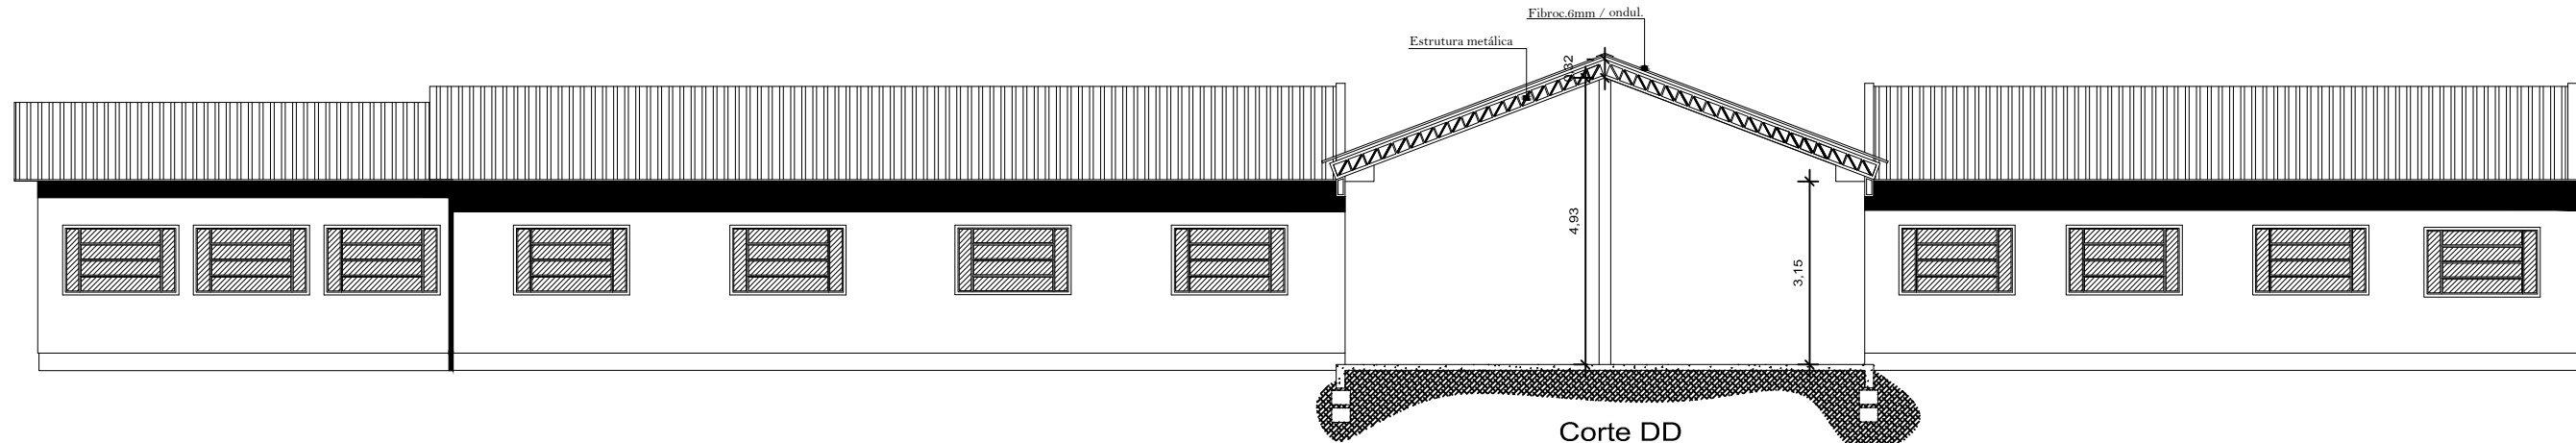 Fibroc.6mm / ondul.
Estrutura metálica
4,93
3,15
Corte DD